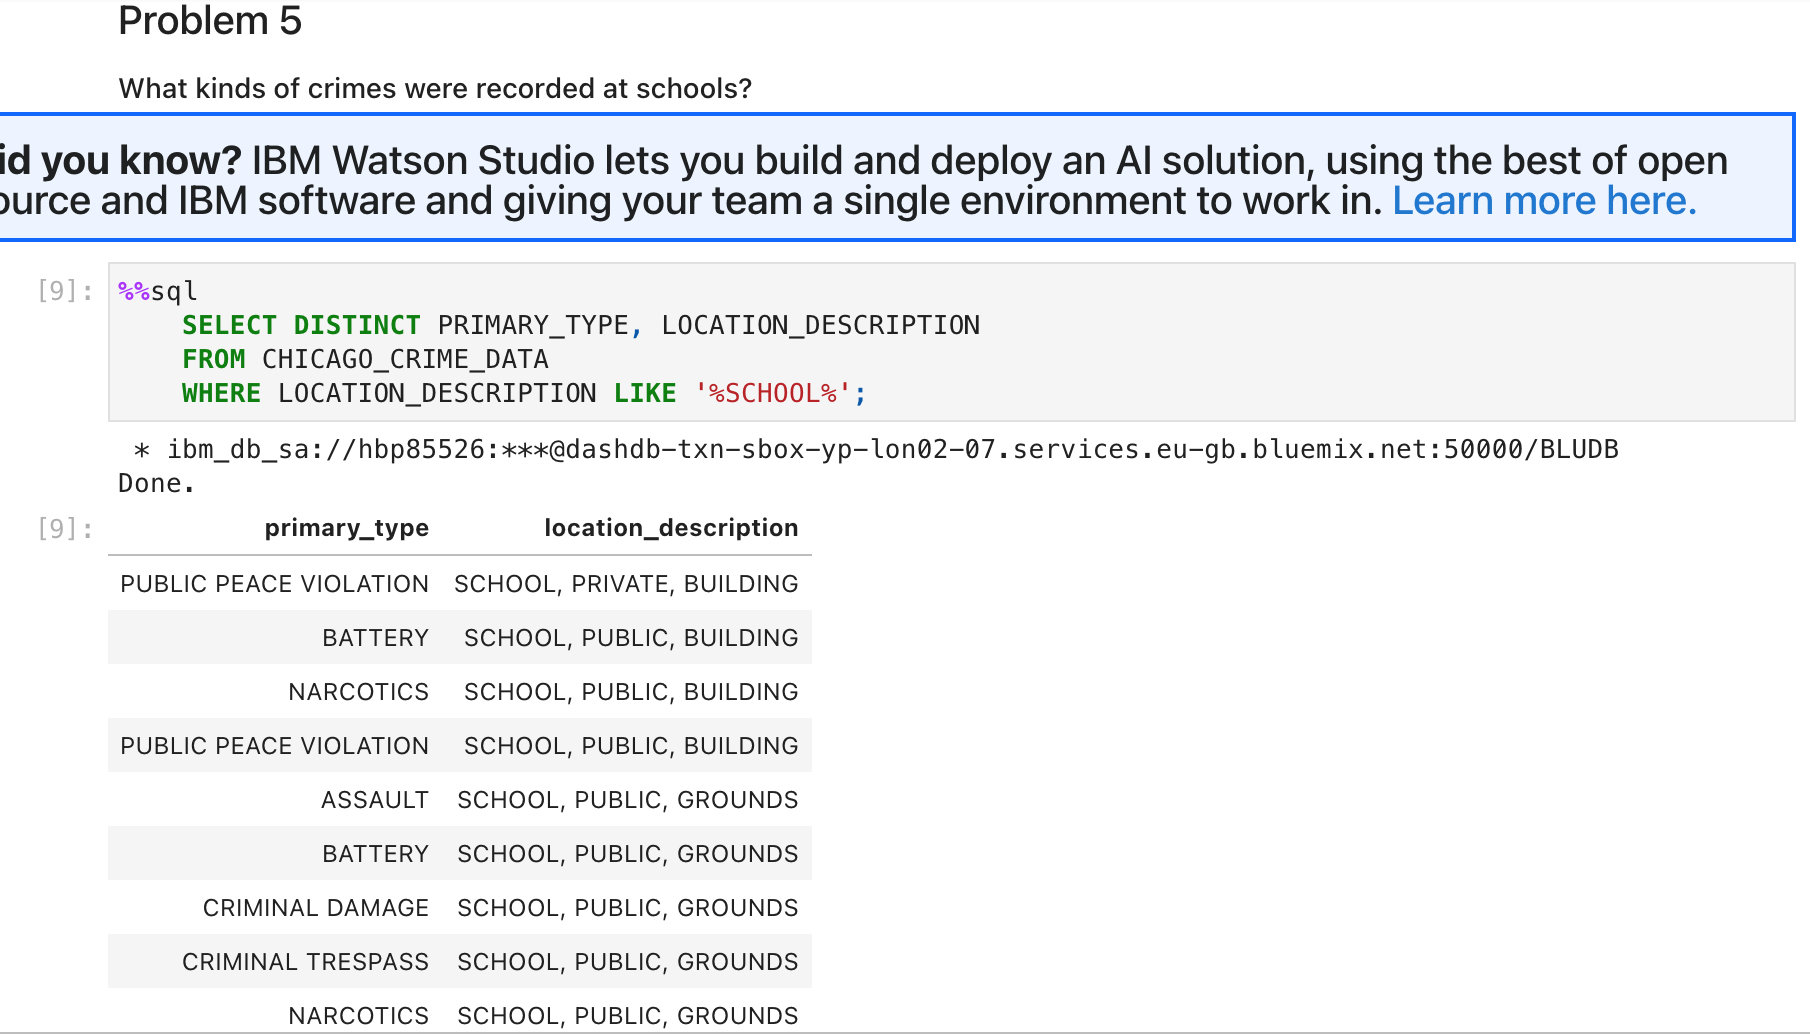 Problem 5
What kinds of crimes were recorded at schools?
id you know? IBM Watson Studio lets you build and deploy an AI solution, using the best of open
ource and IBM software and giving your team a single environment to work in. Learn more here.
[9]: %%sql
SELECT DISTINCT PRIMARY_TYPE, LOCATION_DESCRIPTION
FROM CHICAGO_CRIME_DATA
WHERE LOCATION_DESCRIPTION LIKE '%SCHOOL%';
* ibm_db_sa://hbp85526:***@dashdb-txn-sbox-yp-lon02-07.services.eu-gb.bluemix.net:50000/BLUDB
Done.
[9]: primary_type location_description
PUBLIC PEACE VIOLATION SCHOOL, PRIVATE, BUILDING
BATTERY SCHOOL, PUBLIC, BUILDING
NARCOTICS SCHOOL, PUBLIC, BUILDING
PUBLIC PEACE VIOLATION SCHOOL, PUBLIC, BUILDING
ASSAULT SCHOOL, PUBLIC, GROUNDS
BATTERY SCHOOL, PUBLIC, GROUNDS
CRIMINAL DAMAGE SCHOOL, PUBLIC, GROUNDS
CRIMINAL TRESPASS SCHOOL, PUBLIC, GROUNDS
NARCOTICS SCHOOL, PUBLIC, GROUNDS